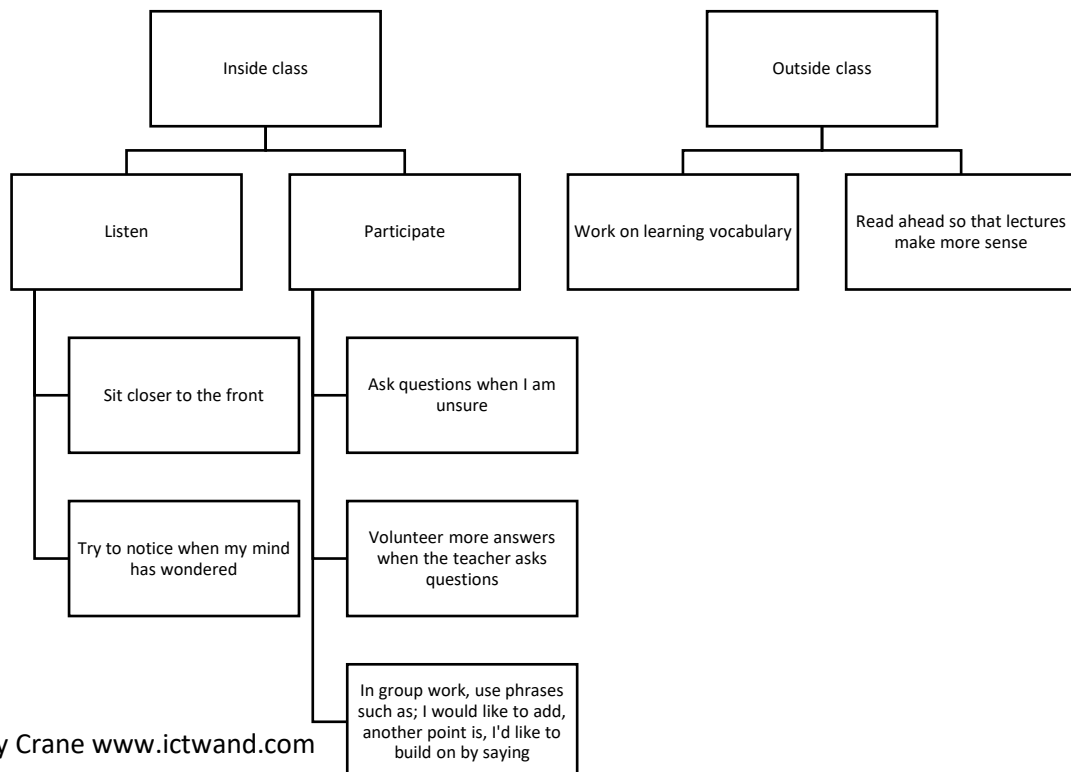 Inside class
Outside class
Listen
Participate
Work on learning vocabulary
Read ahead so that lectures
make more sense
Sit closer to the front
Ask questions when I am
unsure
Try to notice when my mind
has wondered
Volunteer more answers
when the teacher asks
questions
In group work, use phrases
such as; I would like to add,
another point is, I'd like to
build on by saying
y Crane www.ictwand.com